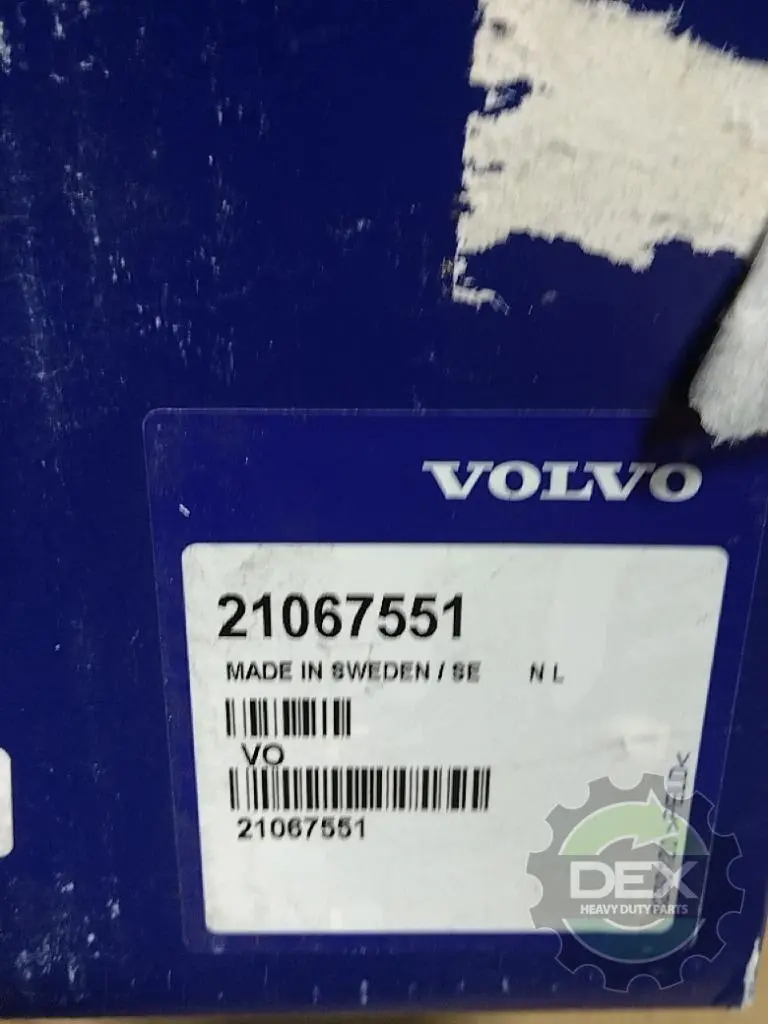 VOLVO
21067551
MADE IN SWEDEN / SE N L
VO
21067551
DEX
HEAVY DUTY PARTS